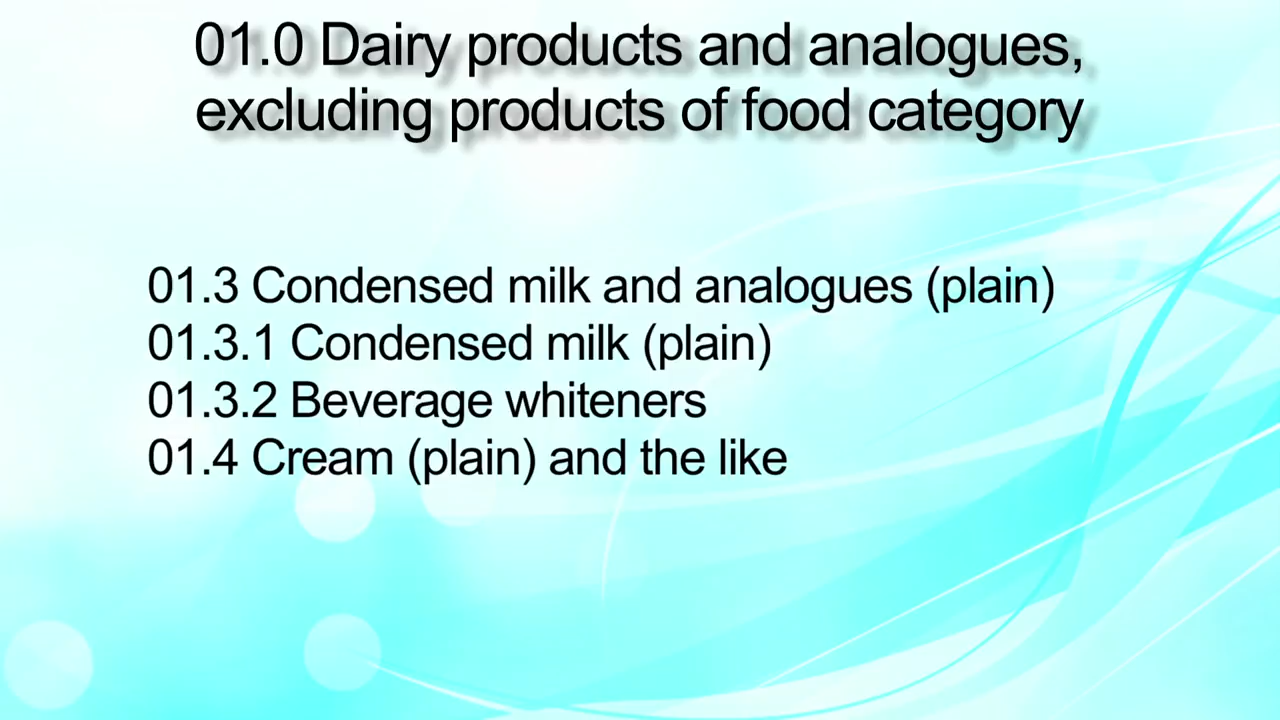 01.0 Dairy products and analogues,
excluding products of food category
01.3 Condensed milk and analogues (plain)
01.3.1 Condensed milk (plain)
01.3.2 Beverage whiteners
01.4 Cream (plain) and the like